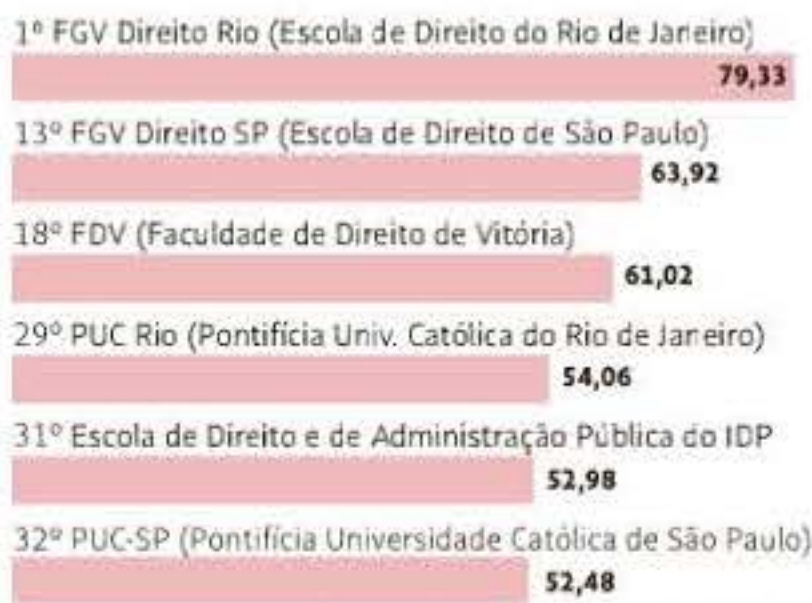 1º FGV Direito Rio (Escola de Direito do Rio de Janeiro)
79,33
13º FGV Direito SP (Escola de Direito de São Paulo)
63,92
18º FDV (Faculdade de Direito de Vitória)
61,02
29º PUC Rio (Pontifícia Univ. Católica do Rio de Janeiro)
54,06
31º Escola de Direito e de Administração Pública do IDP
52,98
32º PUC-SP (Pontifícia Universidade Católica de São Paulo)
52,48